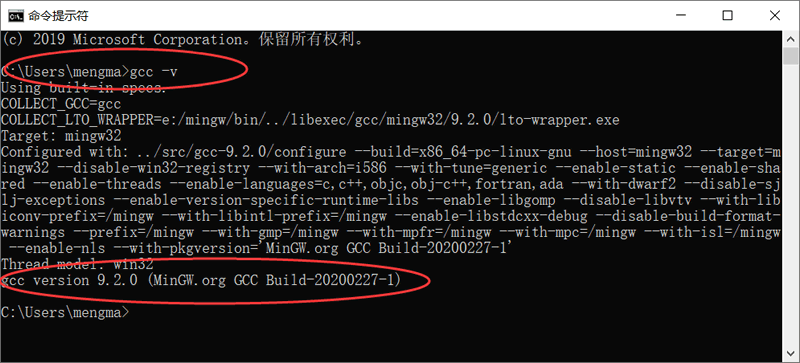 命令提示符
(c) 2019 Microsoft Corporation。保留所有权利。
C:\Users\mengma>gcc -v
Using built-in specs.
COLLECT_GCC=gcc
COLLECT_LTO_WRAPPER=e:/mingw/bin/../libexec/gcc/mingw32/9.2.0/lto-wrapper.exe
Target: mingw32
Configured with: ../src/gcc-9.2.0/configure --build=x86_64-pc-linux-gnu --host=mingw32 --target=m
ingw32 --disable-win32-registry --with-arch=i586 --with-tune=generic --enable-static --enable-sha
red --enable-threads --enable-languages=c,c++,objc,obj-c++,fortran,ada --with-dwarf2 --disable-sj
lj-exceptions --enable-version-specific-runtime-libs --enable-libgomp --disable-libvtv --with-lib
iconv-prefix=/mingw --with-libintl-prefix=/mingw --enable-libstdcxx-debug --disable-build-format-
warnings --prefix=/mingw --with-gmp=/mingw --with-mpfr=/mingw --with-mpc=/mingw --with-isl=/mingw
--enable-nls --with-pkgversion='MinGW.org GCC Build-20200227-1'
Thread model: win32
gcc version 9.2.0 (MinGW.org GCC Build-20200227-1)
C:\Users\mengma>